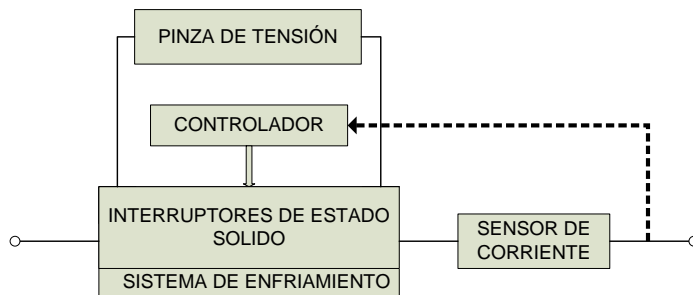 PINZA DE TENSIÓN
CONTROLADOR
INTERRUPTORES DE ESTADO
SOLIDO
SENSOR DE
CORRIENTE
SISTEMA DE ENFRIAMIENTO